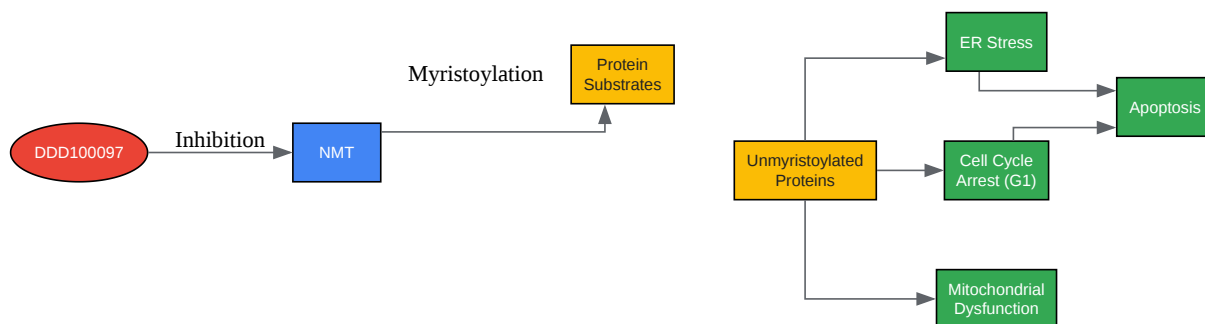 DDD100097
Inhibition
NMT
Myristoylation
Protein
Substrates
Unmyristoylated
Proteins
ER Stress
Cell Cycle
Arrest (G1)
Mitochondrial
Dysfunction
Apoptosis